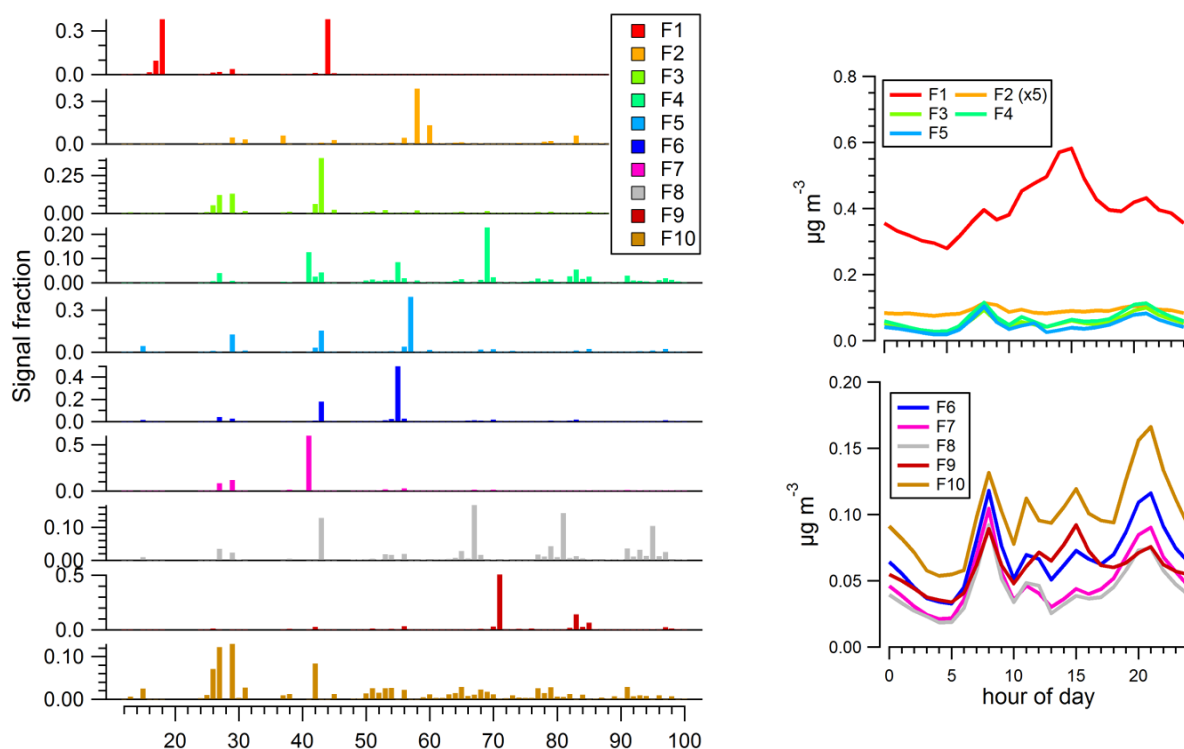 Signal fraction
0.3
0.0
0.3
0.0
0.25
0.00
0.20
0.10
0.00
0.3
0.0
0.4
0.2
0.0
0.5
0.0
0.10
0.00
0.5
0.0
0.10
0.00
20 30 40 50 60 70 80 90 100
F1
F2
F3
F4
F5
F6
F7
F8
F9
F10
µg m⁻³
0.8
0.6
0.4
0.2
0.0
F1 F2 (x5)
F3 F4
F5
µg m⁻³
0.20
0.15
0.10
0.05
0.00
F6
F7
F8
F9
F10
0 5 10 15 20
hour of day